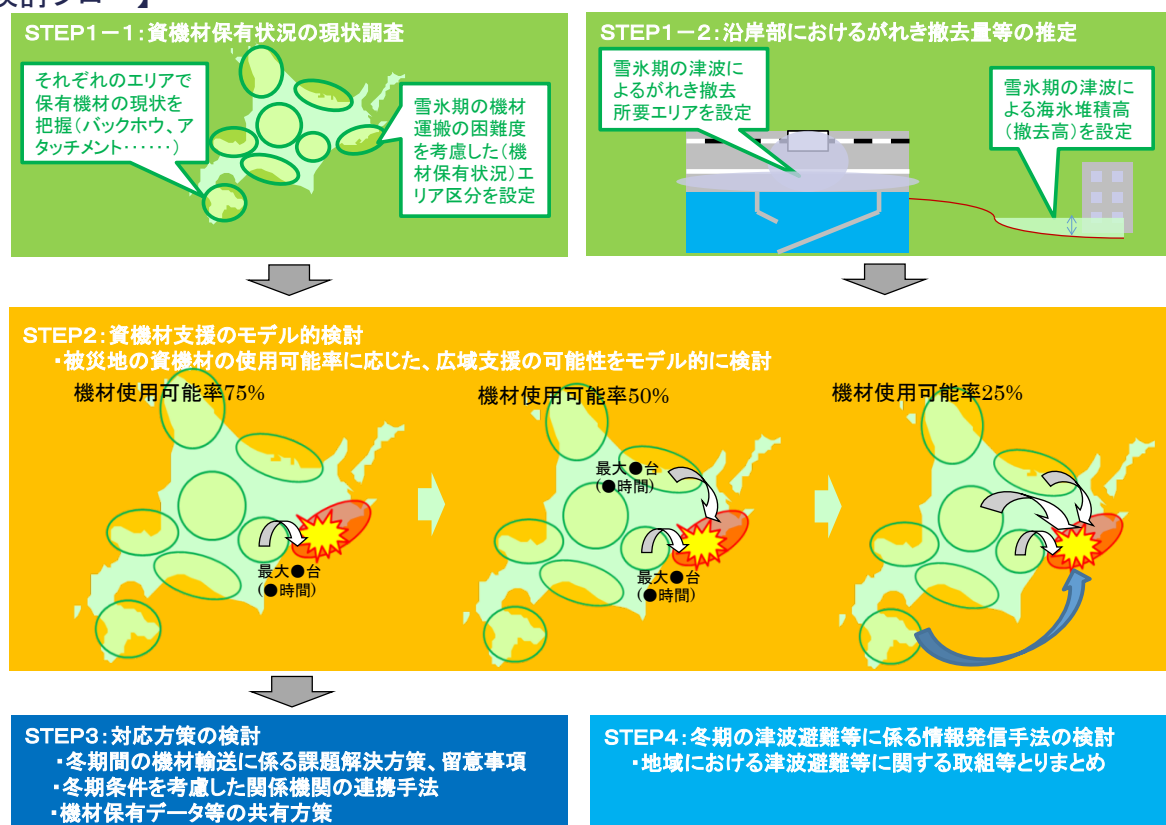 検討フロー】
STEP1－1：資機材保有状況の現状調査
それぞれのエリアで
保有機材の現状を
把握（バックホウ、ア
タッチメント‥‥‥）
雪氷期の機材
運搬の困難度
を考慮した（機
材保有状況）エ
リア区分を設定
STEP1－2：沿岸部におけるがれき撤去量等の推定
雪氷期の津波に
よるがれき撤去
所要エリアを設定
雪氷期の津波に
よる海氷堆積高
（撤去高）を設定
STEP2：資機材支援のモデル的検討
・被災地の資機材の使用可能率に応じた、広域支援の可能性をモデル的に検討
機材使用可能率75%
最大●台
(●時間)
機材使用可能率50%
最大●台
(●時間)
最大●台
(●時間)
機材使用可能率25%
STEP3：対応方策の検討
・冬期間の機材輸送に係る課題解決方策、留意事項
・冬期条件を考慮した関係機関の連携手法
・機材保有データ等の共有方策
STEP4：冬期の津波避難等に係る情報発信手法の検討
・地域における津波避難等に関する取組等とりまとめ